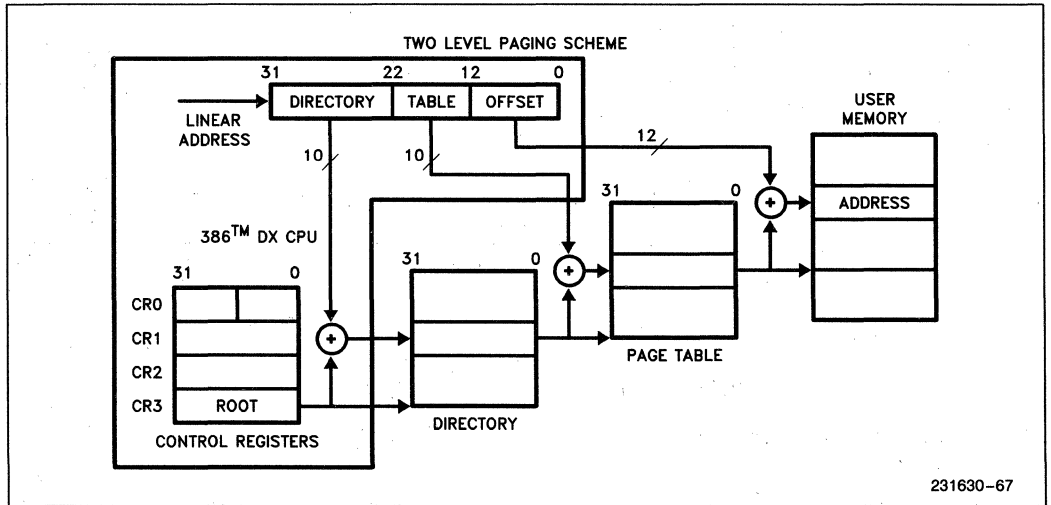 TWO LEVEL PAGING SCHEME
31 22 12 0
DIRECTORY TABLE OFFSET
LINEAR
ADDRESS
10
10
12
USER
MEMORY
ADDRESS
386™ DX CPU
31 0
CR0
CR1
CR2
CR3 ROOT
CONTROL REGISTERS
+
31 0
DIRECTORY
+
31 0
PAGE TABLE
+
231630-67